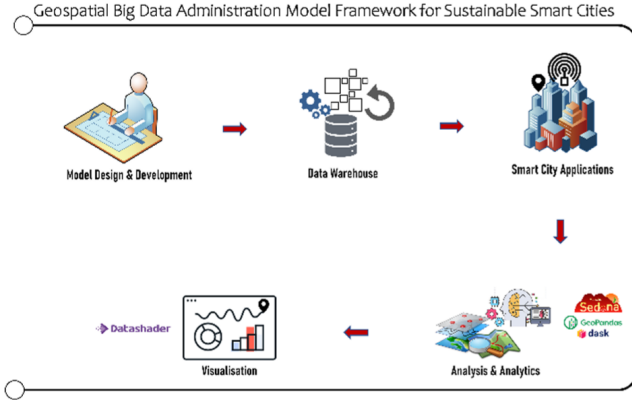 Geospatial Big Data Administration Model Framework for Sustainable Smart Cities
Model Design & Development
Data Warehouse
Smart City Applications
Datashader
Visualisation
Analysis & Analytics
Sedona
GeoPandas
dask